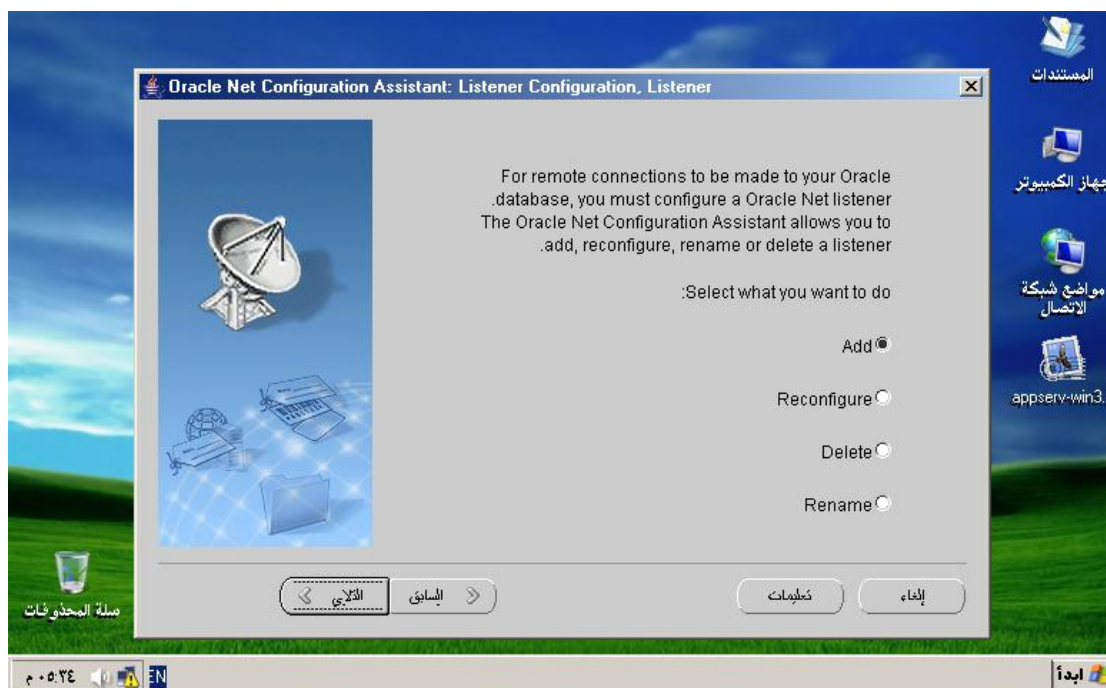 المستندات
جهاز الكمبيوتر
مواضع شبكة
الاتصال
appserv-win3.
Oracle Net Configuration Assistant: Listener Configuration, Listener
For remote connections to be made to your Oracle
.database, you must configure a Oracle Net listener
The Oracle Net Configuration Assistant allows you to
.add, reconfigure, rename or delete a listener
:Select what you want to do
Add
Reconfigure
Delete
Rename
إلغاء
تعليمات
السابق
التالي
سلة المحذوفات
ابدأ
EN
٠٥:٣٤ م